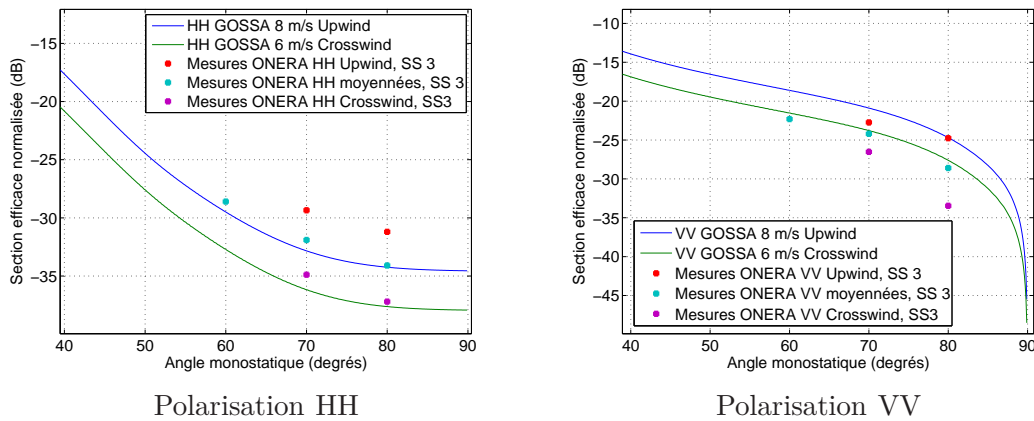 −15
−20
−25
−30
−35
40 50 60 70 80 90
Angle monostatique (degrés)
Section efficace normalisée (dB)
HH GOSSA 8 m/s Upwind
HH GOSSA 6 m/s Crosswind
Mesures ONERA HH Upwind, SS 3
Mesures ONERA HH moyennées, SS 3
Mesures ONERA HH Crosswind, SS3
Polarisation HH
−10
−15
−20
−25
−30
−35
−40
−45
40 50 60 70 80 90
Angle monostatique (degrés)
Section efficace normalisée (dB)
VV GOSSA 8 m/s Upwind
VV GOSSA 6 m/s Crosswind
Mesures ONERA VV Upwind, SS 3
Mesures ONERA VV moyennées, SS 3
Mesures ONERA VV Crosswind, SS3
Polarisation VV